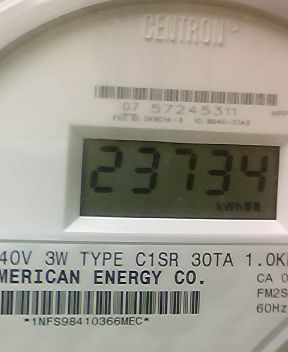 CENTRON®
07 57245311
23734
kWh
40V 3W TYPE C1SR 30TA 1.0K
MERICAN ENERGY CO.
CA 0
FM2S
60Hz
*1NFS98410366MEC*